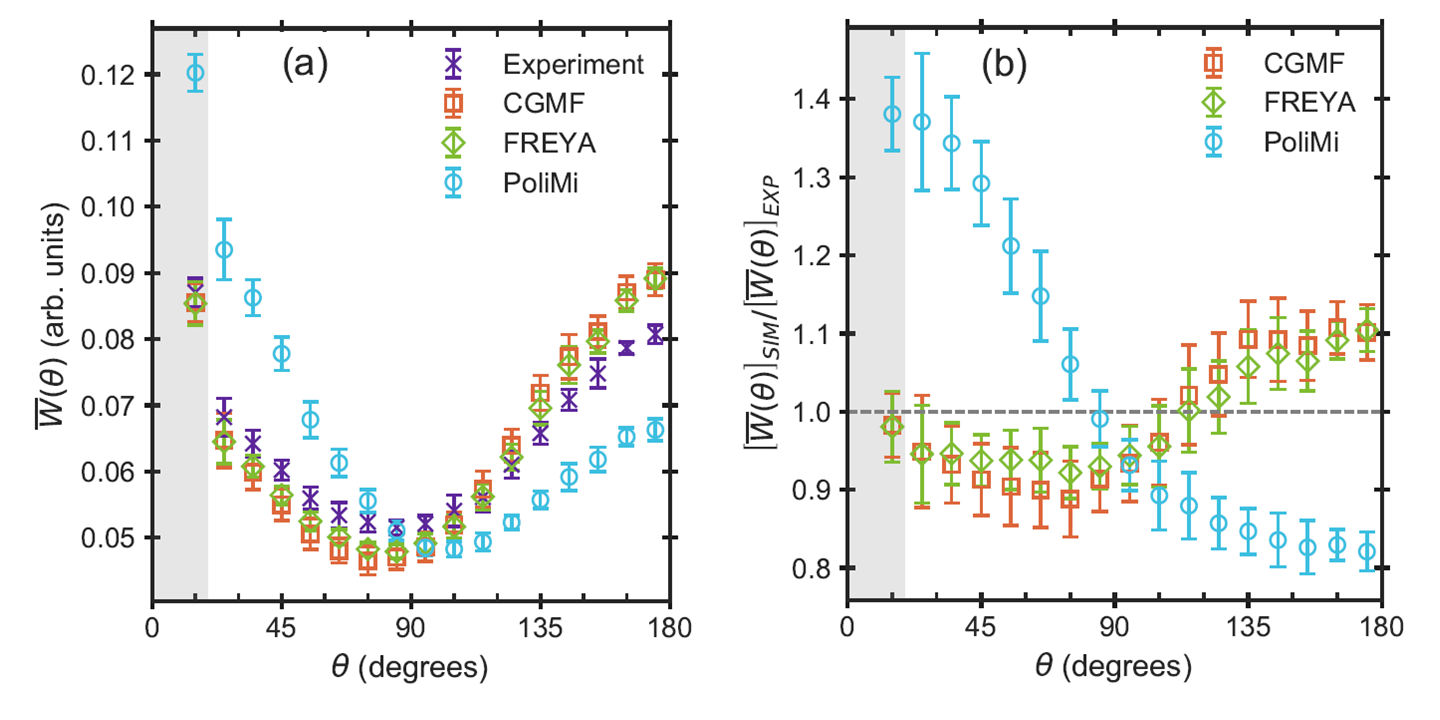 (a)
Experiment
CGMF
FREYA
PoliMi
0.12
0.11
0.10
0.09
0.08
0.07
0.06
0.05
0 45 90 135 180
θ (degrees)
W̅(θ) (arb. units)
(b)
CGMF
FREYA
PoliMi
1.4
1.3
1.2
1.1
1.0
0.9
0.8
0 45 90 135 180
θ (degrees)
[W̅(θ)]SIM/[W̅(θ)]EXP